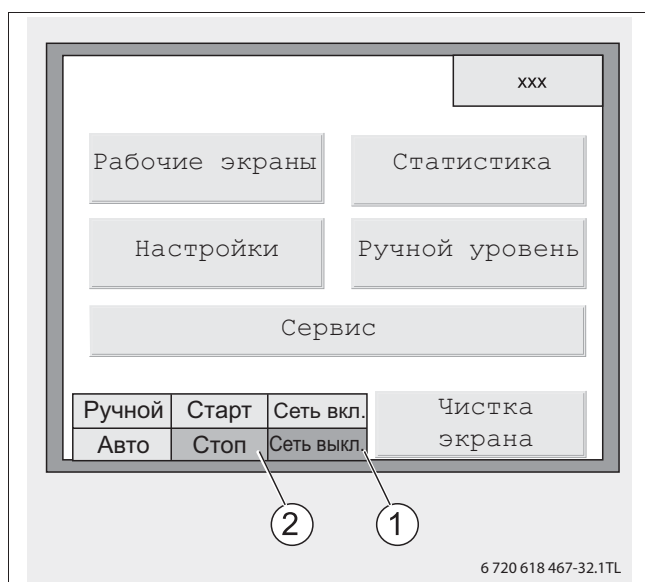 xxx
Рабочие экраны
Статистика
Настройки
Ручной уровень
Сервис
Ручной Старт Сеть вкл.
Авто Стоп Сеть выкл.
Чистка
экрана
2
1
6 720 618 467-32.1TL